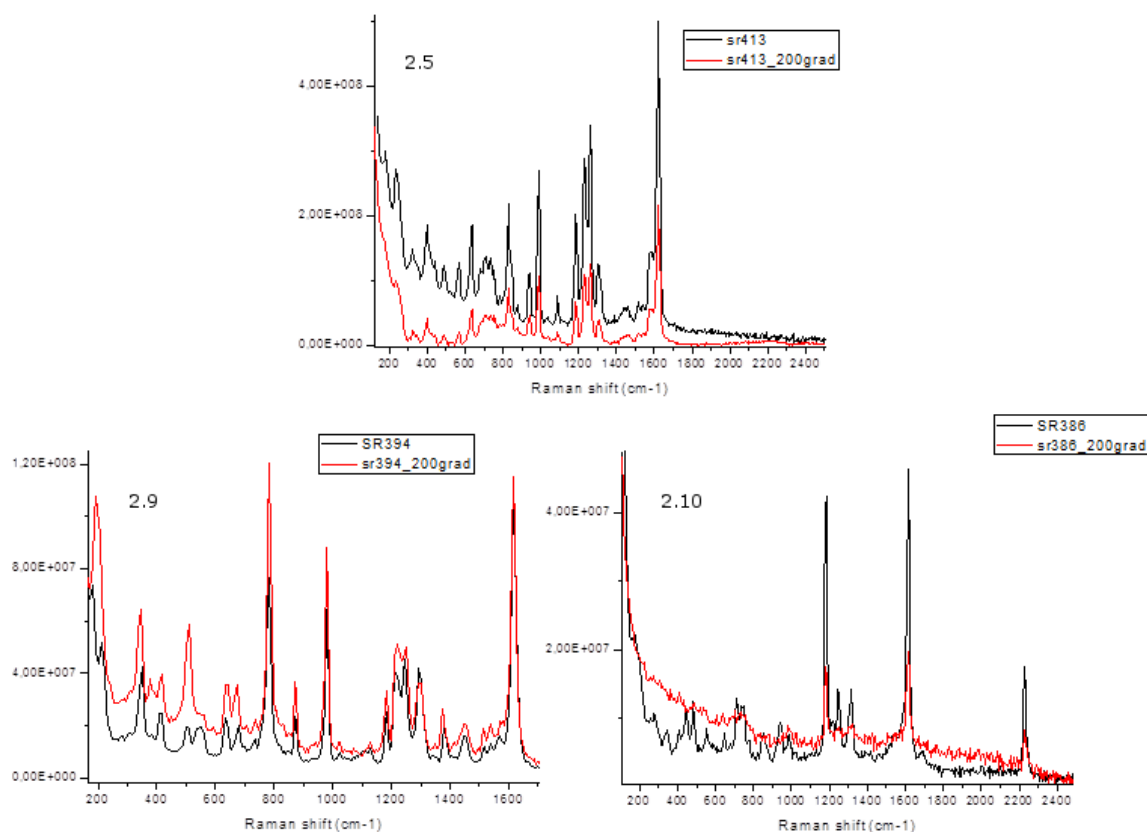 sr413
sr413_200grad
2.5
4.00E+008
2.00E+008
0.00E+000
200 400 600 800 1000 1200 1400 1600 1800 2000 2200 2400
Raman shift (cm-1)
SR394
sr394_200grad
2.9
1.20E+008
8.00E+007
4.00E+007
0.00E+000
200 400 600 800 1000 1200 1400 1600
Raman shift (cm-1)
SR386
sr386_200grad
2.10
4.00E+007
2.00E+007
200 400 600 800 1000 1200 1400 1600 1800 2000 2200 2400
Raman shift (cm-1)